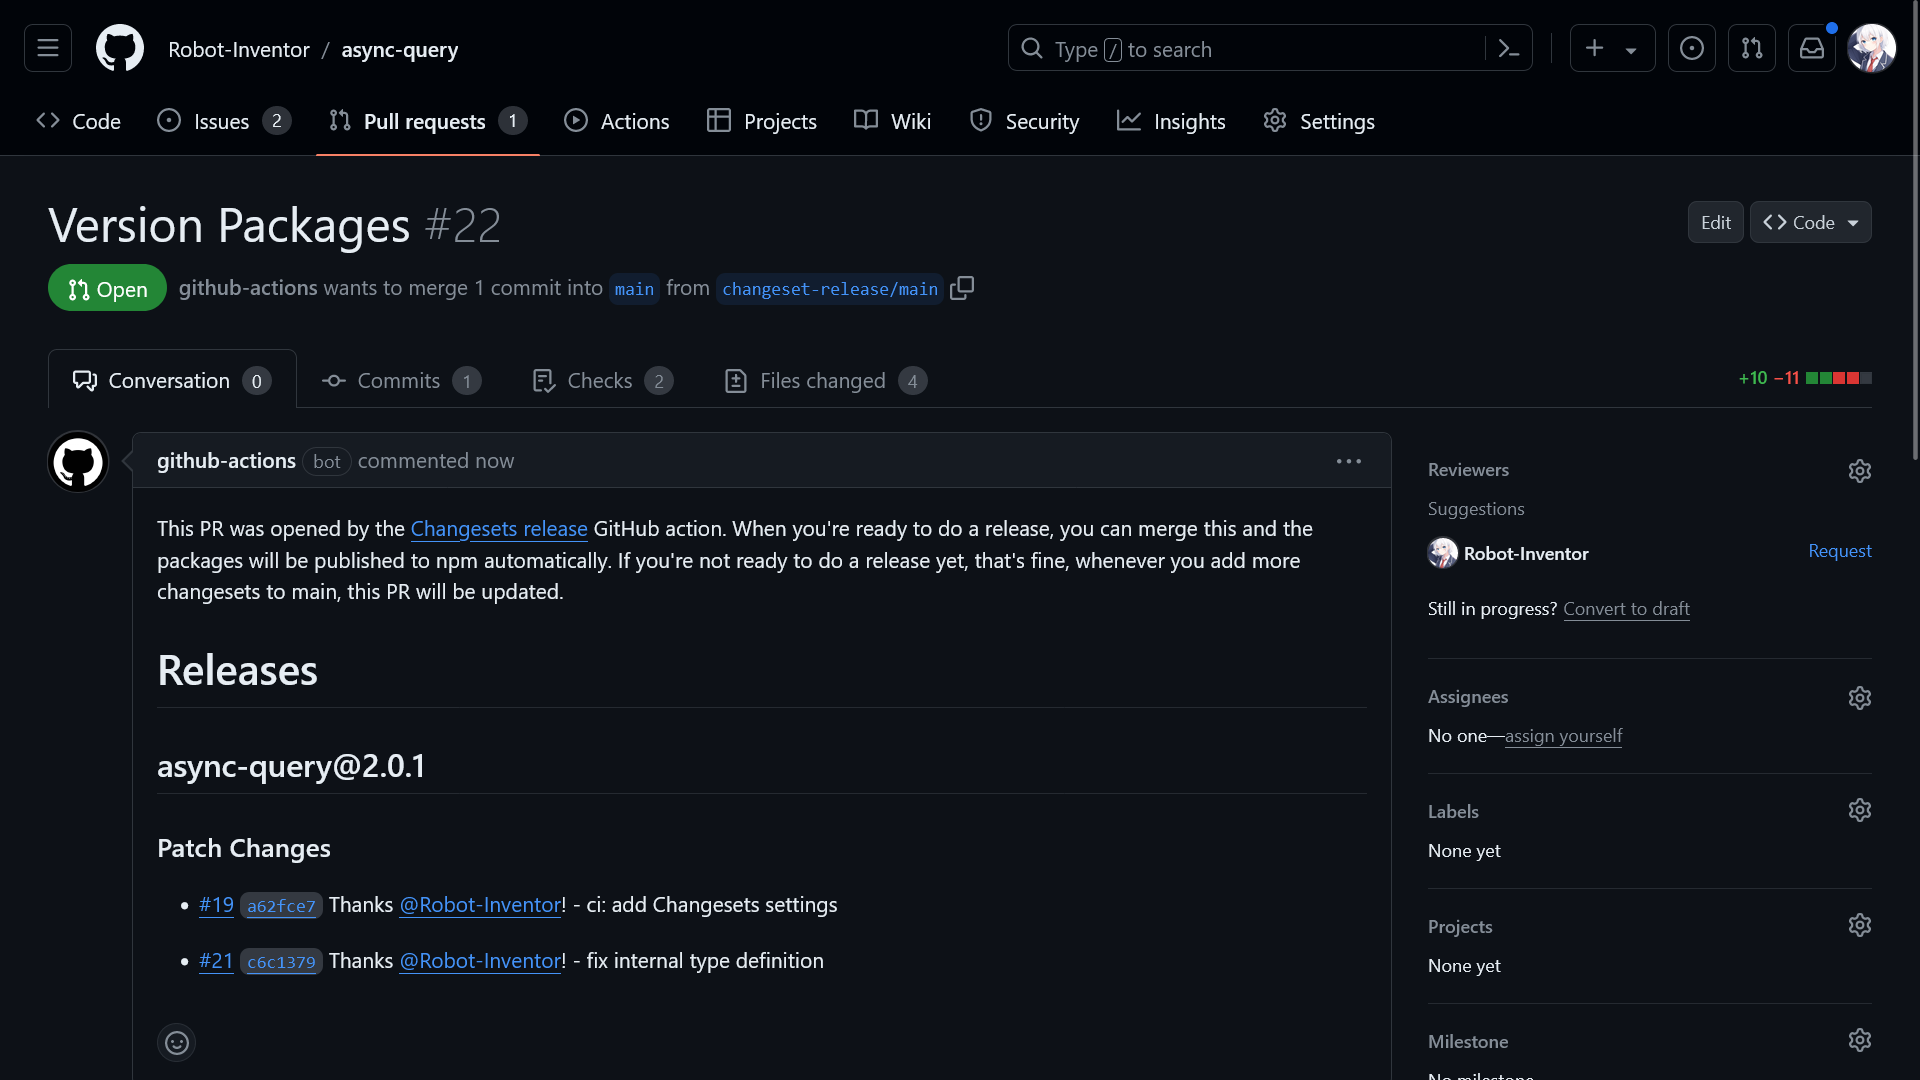 Robot-Inventor / async-query
Type / to search
Code
Issues 2
Pull requests 1
Actions
Projects
Wiki
Security
Insights
Settings
Version Packages #22
Edit
Code
Open
github-actions wants to merge 1 commit into main from changeset-release/main
Conversation 0
Commits 1
Checks 2
Files changed 4
+10 −11
github-actions bot commented now
This PR was opened by the Changesets release GitHub action. When you're ready to do a release, you can merge this and the
packages will be published to npm automatically. If you're not ready to do a release yet, that's fine, whenever you add more
changesets to main, this PR will be updated.
Releases
async-query@2.0.1
Patch Changes
• #19 a62fce7 Thanks @Robot-Inventor! - ci: add Changesets settings
• #21 c6c1379 Thanks @Robot-Inventor! - fix internal type definition
Reviewers
Suggestions
Robot-Inventor
Request
Still in progress? Convert to draft
Assignees
No one—assign yourself
Labels
None yet
Projects
None yet
Milestone
No milestone